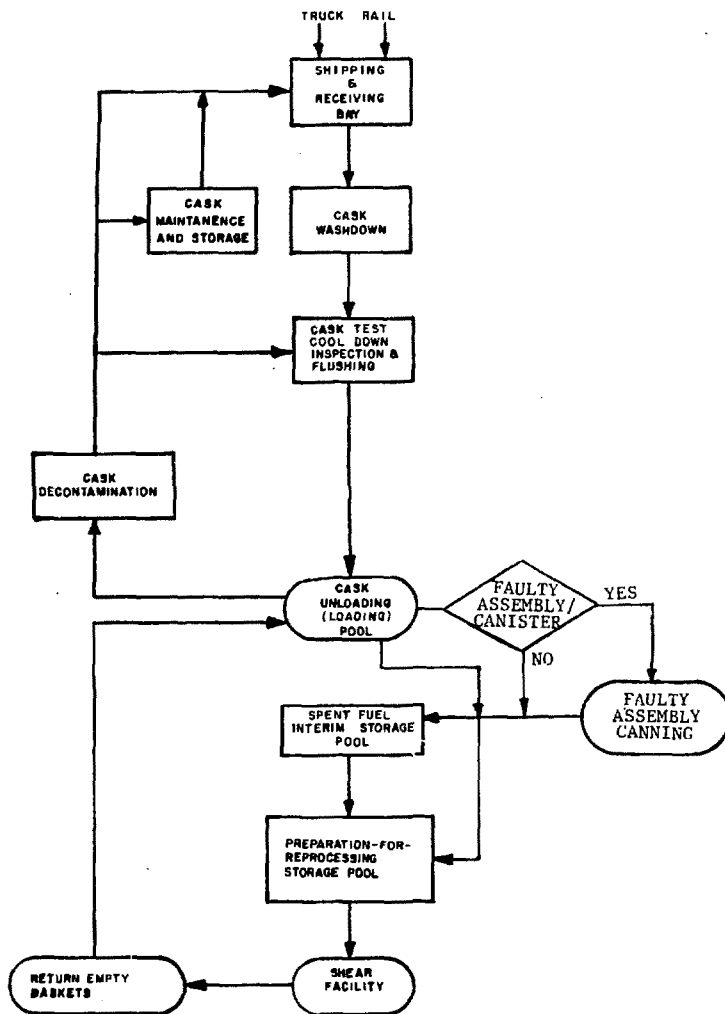 TRUCK RAIL
SHIPPING
&
RECEIVING
BAY
CASK
MAINTANENCE
AND STORAGE
CASK
WASHDOWN
CASK TEST
COOL DOWN
INSPECTION &
FLUSHING
CASK
DECONTAMINATION
CASK
UNLOADING
(LOADING)
POOL
FAULTY
ASSEMBLY/
CANISTER
YES
NO
FAULTY
ASSEMBLY
CANNING
SPENT FUEL
INTERIM STORAGE
POOL
PREPARATION-FOR-
REPROCESSING
STORAGE POOL
RETURN EMPTY
BASKETS
SHEAR
FACILITY